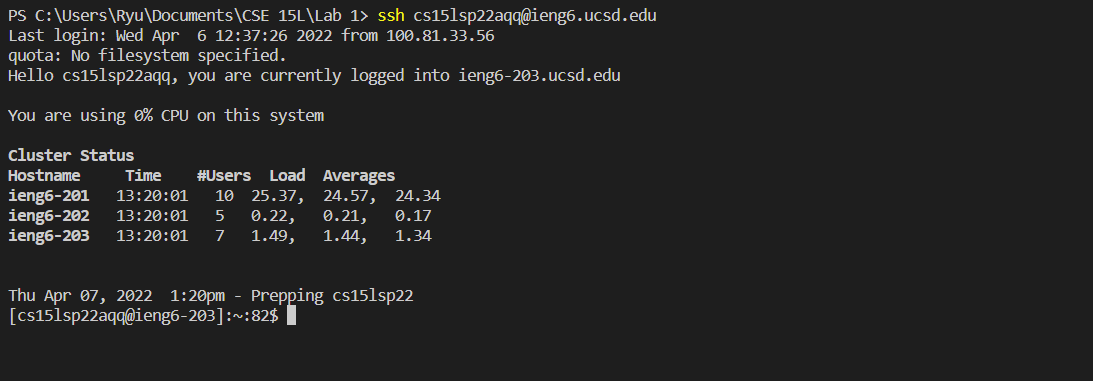 PS C:\Users\Ryu\Documents\CSE 15L\Lab 1> ssh cs15lsp22aqq@ieng6.ucsd.edu
Last login: Wed Apr  6 12:37:26 2022 from 100.81.33.56
quota: No filesystem specified.
Hello cs15lsp22aqq, you are currently logged into ieng6-203.ucsd.edu
You are using 0% CPU on this system
Cluster Status
Hostname     Time    #Users  Load  Averages
ieng6-201   13:20:01   10  25.37,  24.57,  24.34
ieng6-202   13:20:01   5   0.22,   0.21,   0.17
ieng6-203   13:20:01   7   1.49,   1.44,   1.34
Thu Apr 07, 2022  1:20pm - Prepping cs15lsp22
[cs15lsp22aqq@ieng6-203]:~:82$